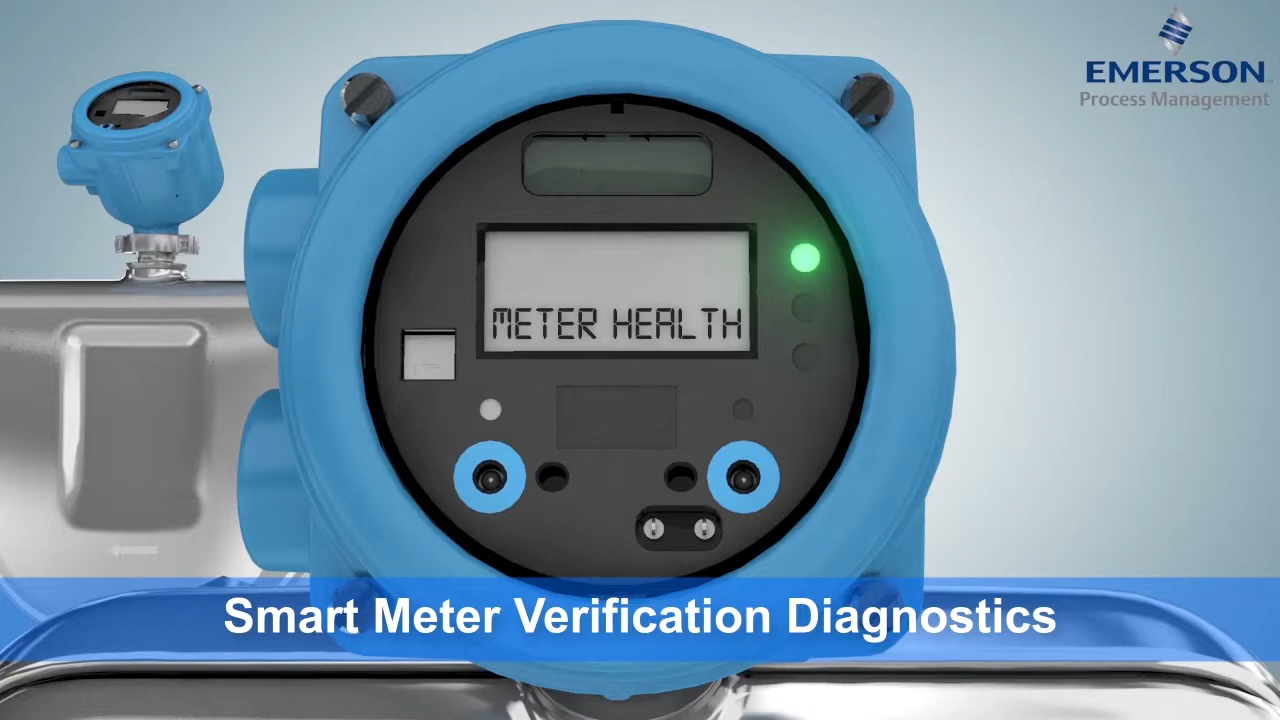 EMERSON
Process Management
METER HEALTH
Smart Meter Verification Diagnostics